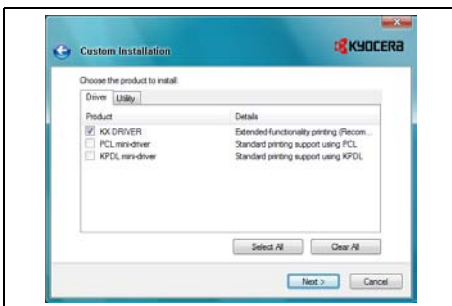 Custom Installation
KYOCERA
Choose the product to install:
Driver Utility
Product Details
KX DRIVER Extended-functionality printing (Recom...
PCL mini-driver Standard printing support using PCL
KPDL mini-driver Standard printing support using KPDL
Select All Clear All
Next > Cancel